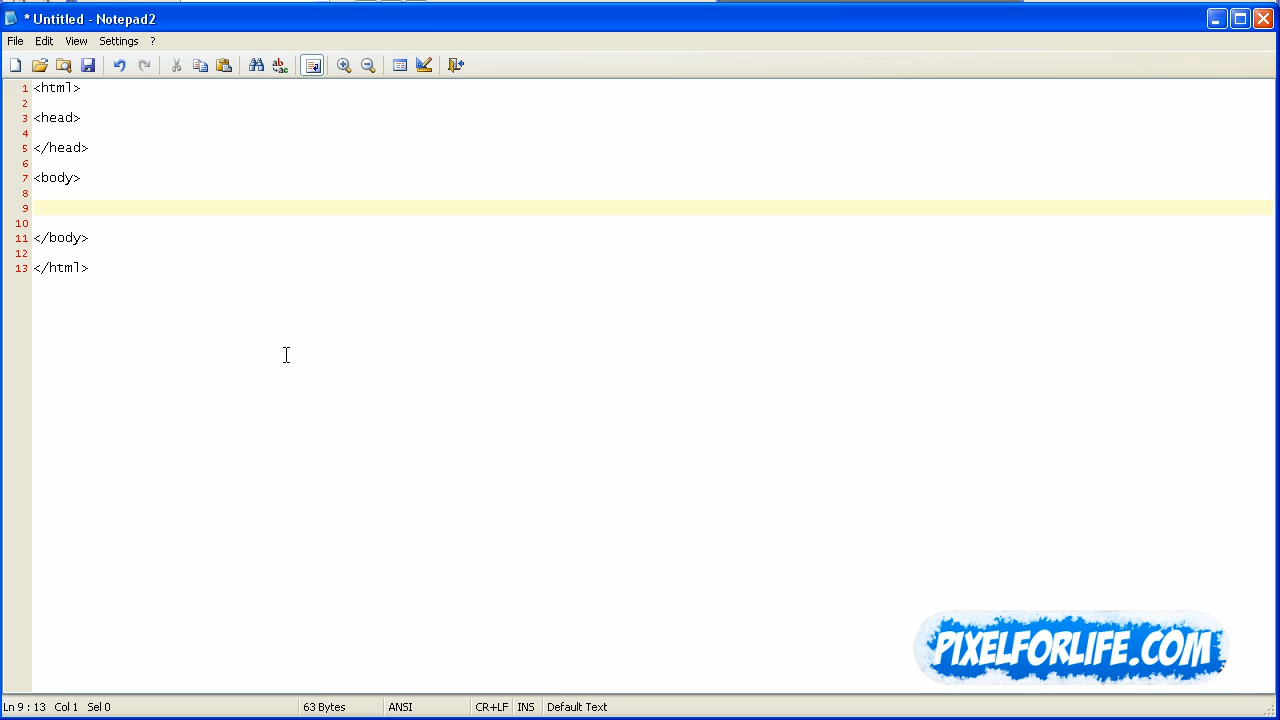 * Untitled - Notepad2
File Edit View Settings ?
1 <html>
2
3 <head>
4
5 </head>
6
7 <body>
8
9
10
11 </body>
12
13 </html>
PIXELFORLIFE.COM
Ln 9 : 13 Col 1 Sel 0 63 Bytes ANSI CR+LF INS Default Text